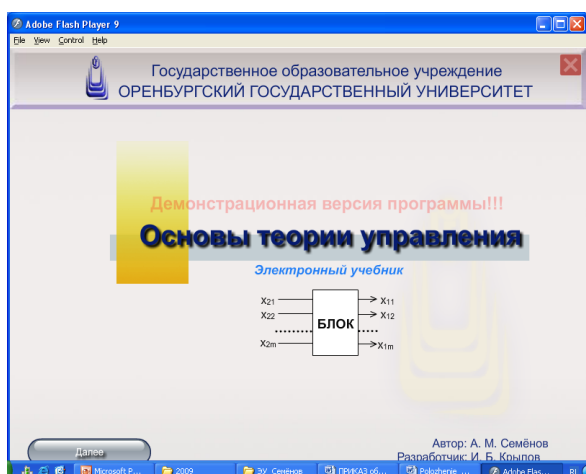 Adobe Flash Player 9
File View Control Help
Государственное образовательное учреждение
ОРЕНБУРГСКИЙ ГОСУДАРСТВЕННЫЙ УНИВЕРСИТЕТ
Демонстрационная версия программы!!!
Основы теории управления
Электронный учебник
X21 X11
X22 БЛОК X12
X2m X1m
Автор: А. М. Семёнов
Далее Разработчик: И. Б. Крылов
Microsoft P... 2009 ЭУ_Семёнов ПРИКАЗ об... Polozhenie_... Adobe Flas... RL